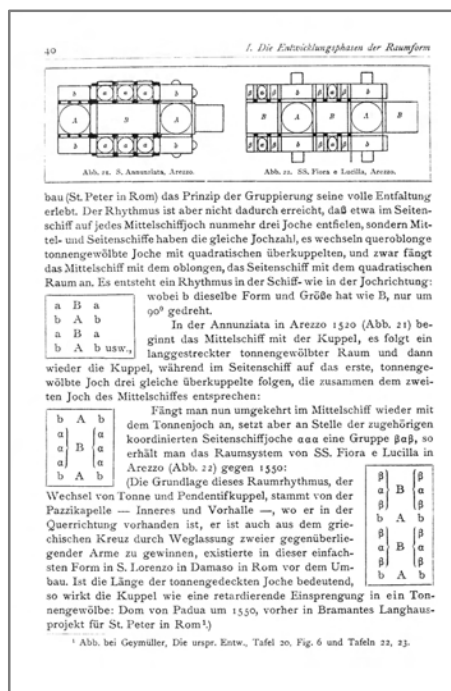 40 I. Die Entwicklungsphasen der Raumform
b α α α b
A B A
b α α α b
β α β b β α β b
B A B A B
β α β b β α β b
Abb. 21. S. Annunziata, Arezzo. Abb. 22. SS. Fiora e Lucilla, Arezzo.
bau (St. Peter in Rom) das Prinzip der Gruppierung seine volle Entfaltung
erlebt. Der Rhythmus ist aber nicht dadurch erreicht, daß etwa im Seiten-
schiff auf jedes Mittelschiffjoch nunmehr drei Joche entfielen, sondern Mit-
tel- und Seitenschiffe haben die gleiche Jochzahl, es wechseln queroblonge
tonnengewölbte Joche mit quadratischen überkuppelten, und zwar fängt
das Mittelschiff mit dem oblongen, das Seitenschiff mit dem quadratischen
Raum an. Es entsteht ein Rhythmus in der Schiff- wie in der Jochrichtung:
a B a
b A b
a B a
b A b usw.,
wobei b dieselbe Form und Größe hat wie B, nur um
90⁰ gedreht.
In der Annunziata in Arezzo 1520 (Abb. 21) be-
ginnt das Mittelschiff mit der Kuppel, es folgt ein
langgestreckter tonnengewölbter Raum und dann
wieder die Kuppel, während im Seitenschiff auf das erste, tonnenge-
wölbte Joch drei gleiche überkuppelte folgen, die zusammen dem zwei-
ten Joch des Mittelschiffes entsprechen:
b A b
α} {α
α} B {α
α} {α
b A b
Fängt man nun umgekehrt im Mittelschiff wieder mit
dem Tonnenjoch an, setzt aber an Stelle der zugehörigen
koordinierten Seitenschiffjoche ααα eine Gruppe βαβ, so
erhält man das Raumsystem von SS. Fiora e Lucilla in
Arezzo (Abb. 22) gegen 1550:
β} {β
α} B {α
β} {β
b A b
β} {β
α} B {α
β} {β
b A b
(Die Grundlage dieses Raumrhythmus, der
Wechsel von Tonne und Pendentifkuppel, stammt von der
Pazzikapelle — Inneres und Vorhalle —, wo er in der
Querrichtung vorhanden ist, er ist auch aus dem grie-
chischen Kreuz durch Weglassung zweier gegenüberlie-
gender Arme zu gewinnen, existierte in dieser einfach-
sten Form in S. Lorenzo in Damaso in Rom vor dem Um-
bau. Ist die Länge der tonnengedeckten Joche bedeutend,
so wirkt die Kuppel wie eine retardierende Einsprengung in ein Ton-
nengewölbe: Dom von Padua um 1550, vorher in Bramantes Langhaus-
projekt für St. Peter in Rom¹.)
¹ Abb. bei Geymüller, Die urspr. Entw., Tafel 20, Fig. 6 und Tafeln 22, 23.